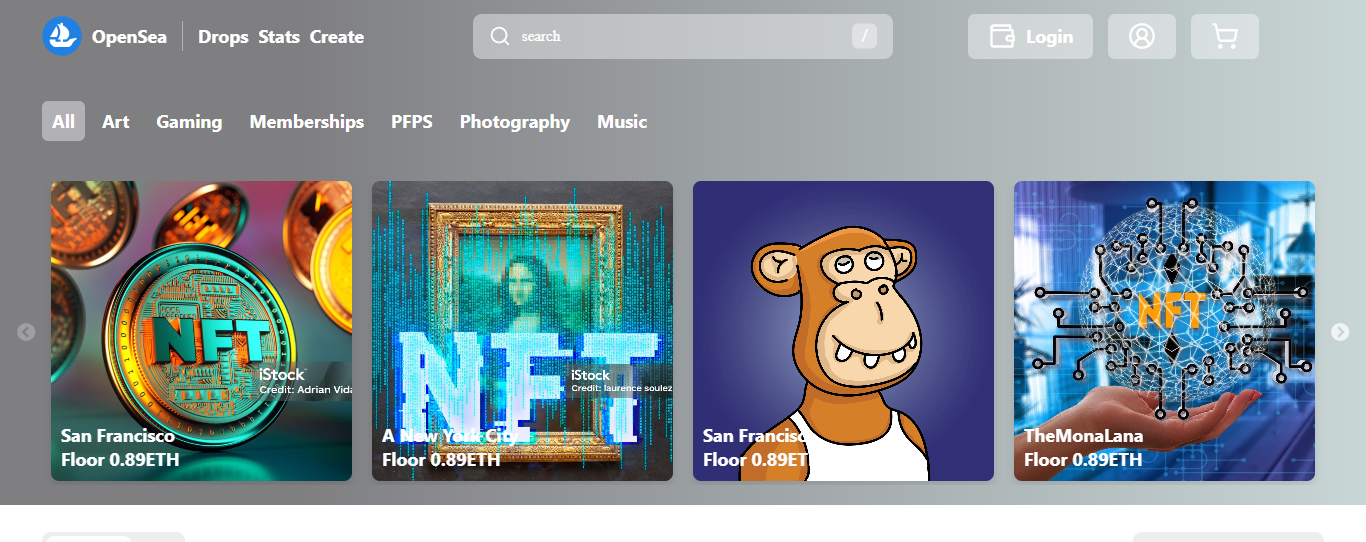 OpenSea
Drops Stats Create
search
/
Login
All Art Gaming Memberships PFPS Photography Music
NFT
iStock
Credit: Adrian Vida
San Francisco
Floor 0.89ETH
NFT
iStock
Credit: laurence soulez
A New York City
Floor 0.89ETH
San Francisco
Floor 0.89ETH
NFT
TheMonaLana
Floor 0.89ETH